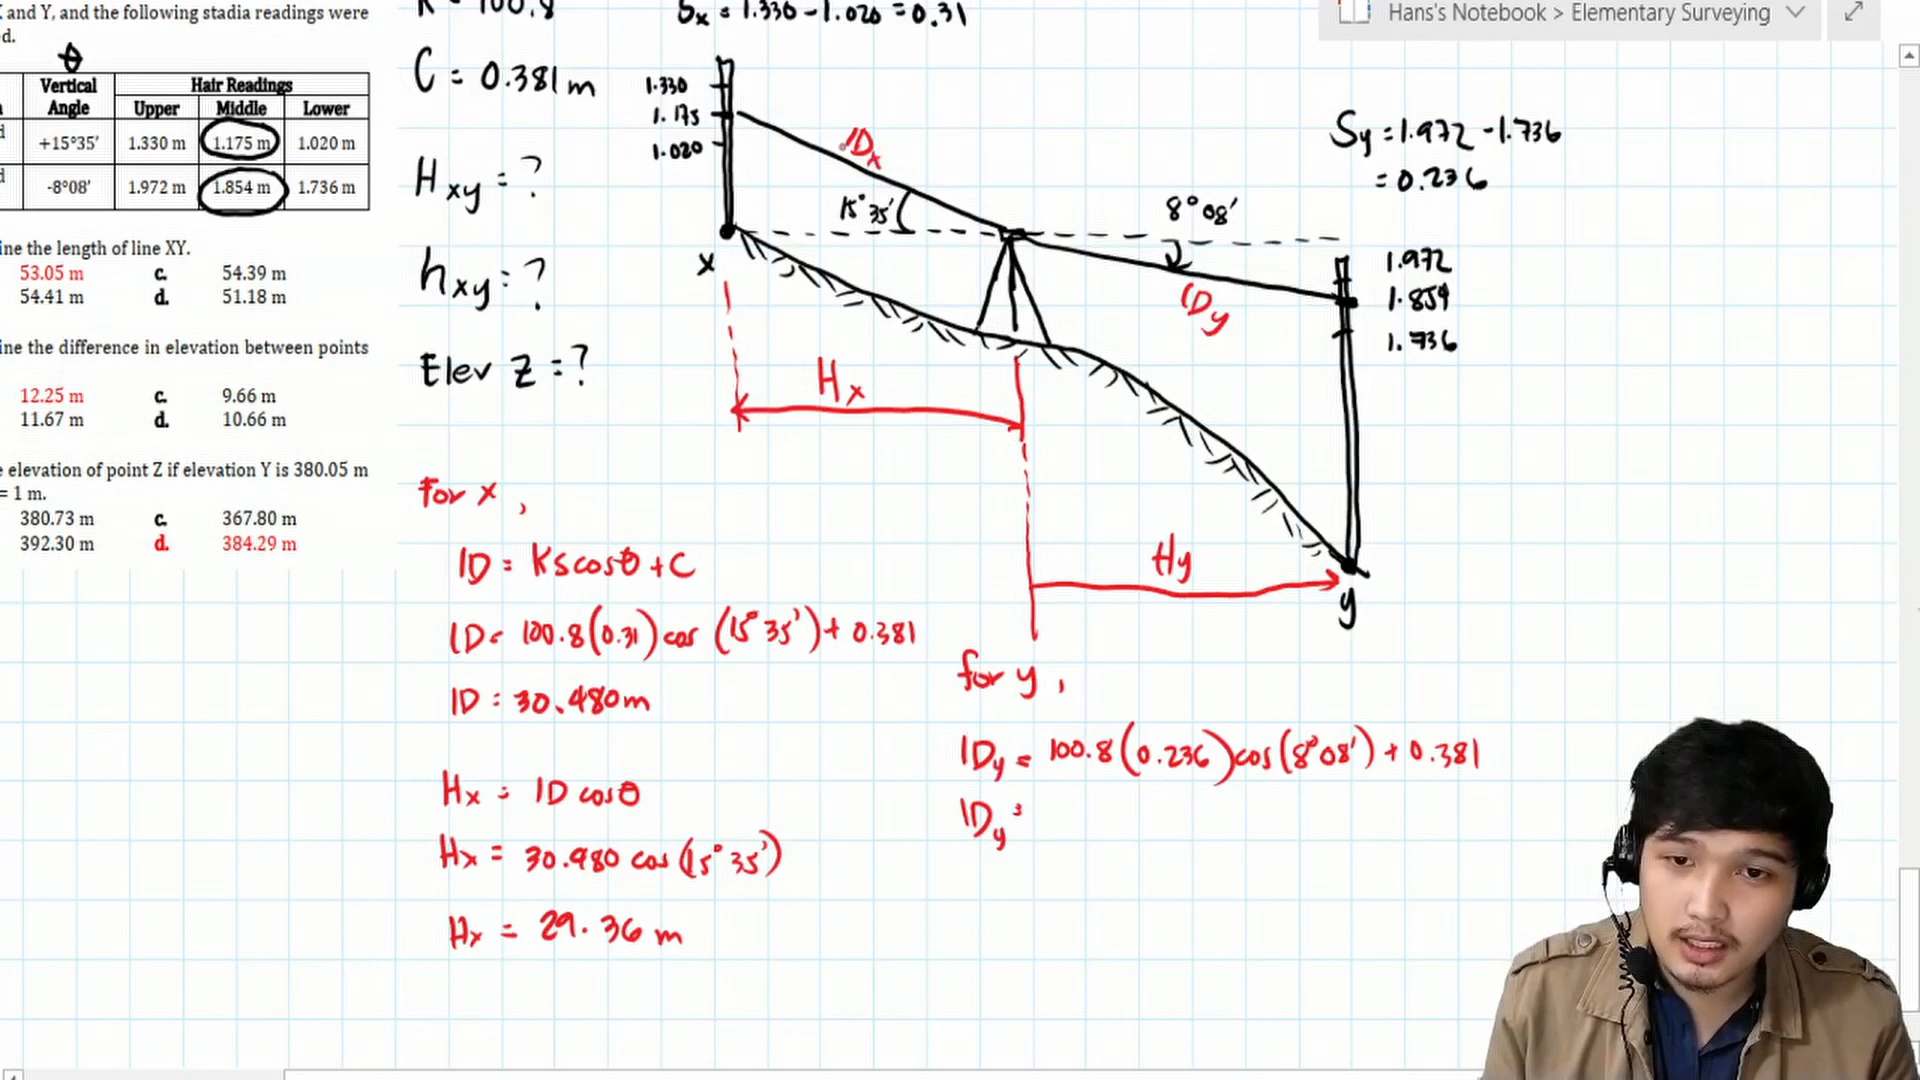 X and Y, and the following stadia readings were
d.
θ
Vertical Angle
Hair Readings
Upper Middle Lower
d +15°35' 1.330 m 1.175 m 1.020 m
d -8°08' 1.972 m 1.854 m 1.736 m
ine the length of line XY.
53.05 m c. 54.39 m
54.41 m d. 51.18 m
ine the difference in elevation between points
12.25 m c. 9.66 m
11.67 m d. 10.66 m
e elevation of point Z if elevation Y is 380.05 m
= 1 m.
380.73 m c. 367.80 m
392.30 m d. 384.29 m
K = 100.8
C = 0.381 m
Hxy = ?
hxy = ?
Elev Z = ?
Sx = 1.330 - 1.020 = 0.31
Hans's Notebook > Elementary Surveying
1.330
1.175
1.020
IDx
15° 35'
8° 08'
Sy = 1.972 - 1.736
= 0.236
1.972
1.854
1.736
IDy
x
Hx
Hy
y
For x,
ID = Kscosθ + C
ID = 100.8(0.31) cos (15° 35') + 0.381
ID = 30.480m
Hx = ID cosθ
Hx = 30.480 cos (15° 35')
Hx = 29.36 m
for y,
IDy = 100.8(0.236)cos(8°08') + 0.381
IDy =